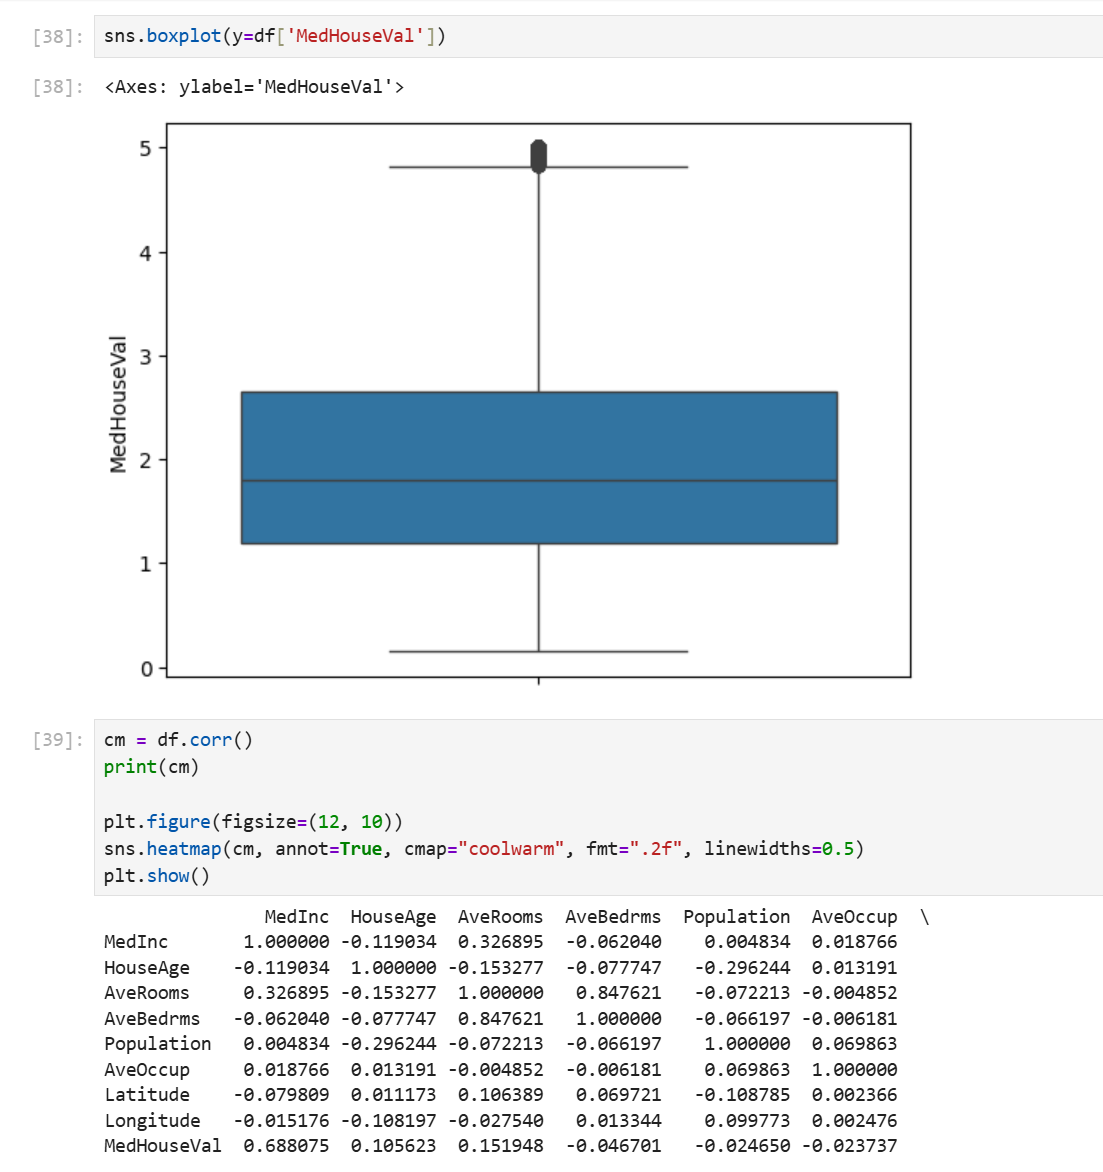 [38]: sns.boxplot(y=df['MedHouseVal'])
[38]: <Axes: ylabel='MedHouseVal'>
5
4
3
2
1
0
MedHouseVal
[39]: cm = df.corr()
print(cm)
plt.figure(figsize=(12, 10))
sns.heatmap(cm, annot=True, cmap="coolwarm", fmt=".2f", linewidths=0.5)
plt.show()
MedInc HouseAge AveRooms AveBedrms Population AveOccup \
MedInc 1.000000 -0.119034 0.326895 -0.062040 0.004834 0.018766
HouseAge -0.119034 1.000000 -0.153277 -0.077747 -0.296244 0.013191
AveRooms 0.326895 -0.153277 1.000000 0.847621 -0.072213 -0.004852
AveBedrms -0.062040 -0.077747 0.847621 1.000000 -0.066197 -0.006181
Population 0.004834 -0.296244 -0.072213 -0.066197 1.000000 0.069863
AveOccup 0.018766 0.013191 -0.004852 -0.006181 0.069863 1.000000
Latitude -0.079809 0.011173 0.106389 0.069721 -0.108785 0.002366
Longitude -0.015176 -0.108197 -0.027540 0.013344 0.099773 0.002476
MedHouseVal 0.688075 0.105623 0.151948 -0.046701 -0.024650 -0.023737